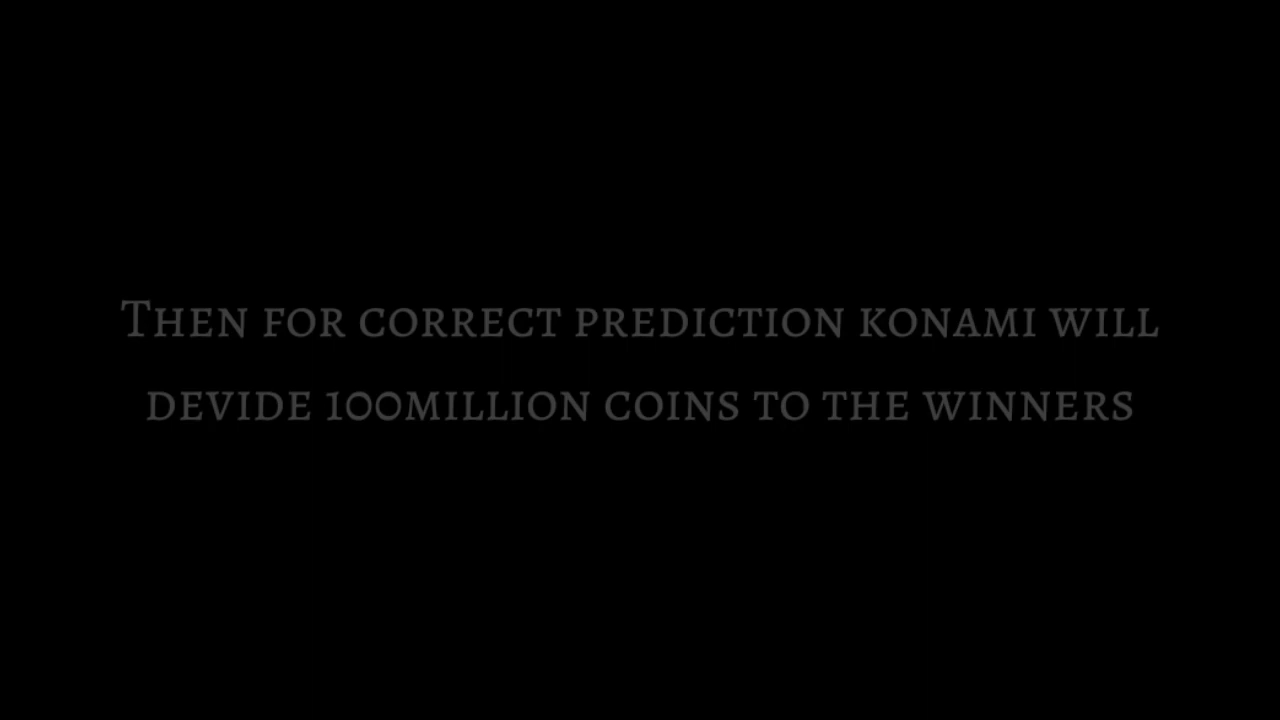 Then for correct prediction konami will
devide 100million coins to the winners